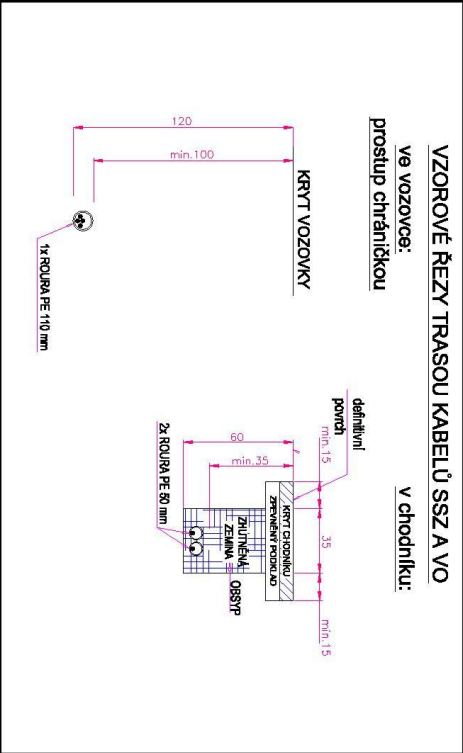 VZOROVÉ ŘEZY TRASOU KABELŮ SSZ A VO
ve vozovce:
prostup chráničkou
KRYT VOZOVKY
120
min.100
1x ROURA PE 110 mm
v chodníku:
definitivní
povrch
min.15
35
min.15
60
min.35
KRYT CHODNÍKU
ZPEVNĚNÝ PODKLAD
ZHUTNĚNÁ
ZEMINA
OBSYP
2x ROURA PE 50 mm